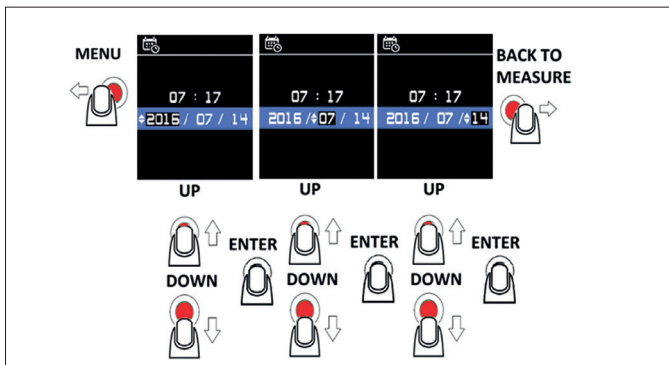 MENU
07 : 17
2016 / 07 / 14
07 : 17
2016 / 07 / 14
07 : 17
2016 / 07 / 14
BACK TO
MEASURE
UP
UP
UP
ENTER
ENTER
ENTER
DOWN
DOWN
DOWN